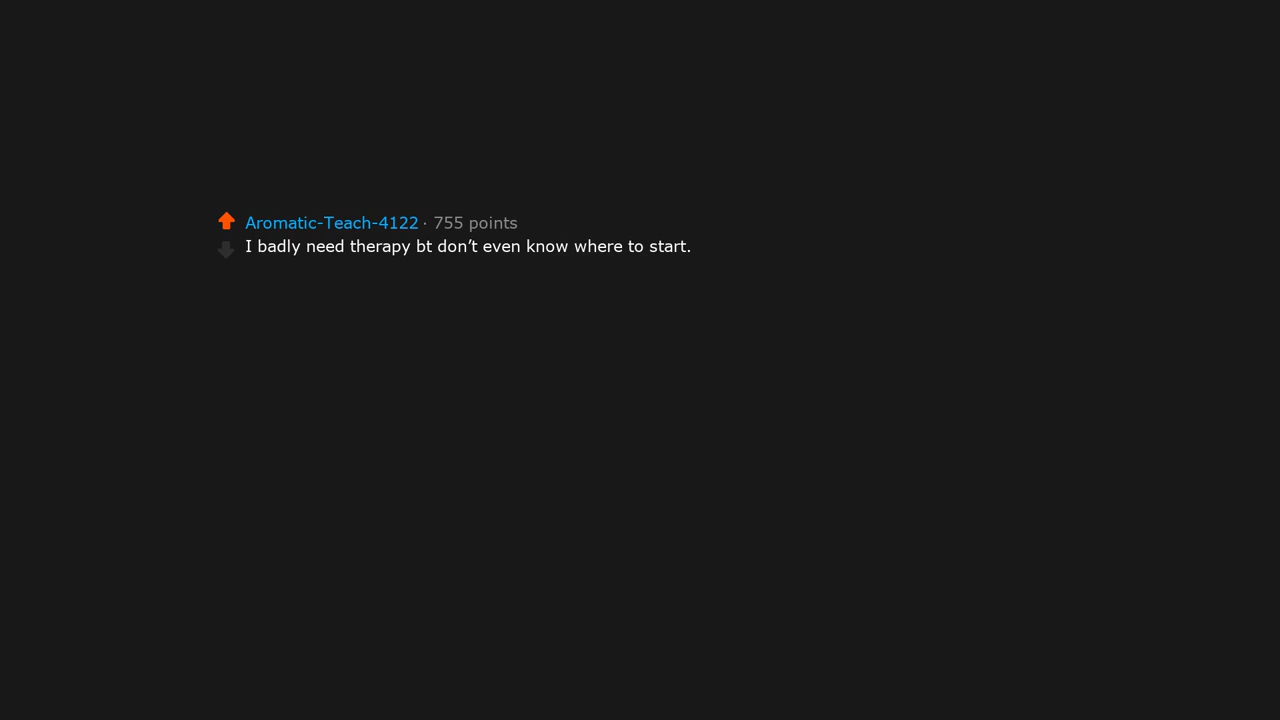 Aromatic-Teach-4122 · 755 points
I badly need therapy bt don’t even know where to start.